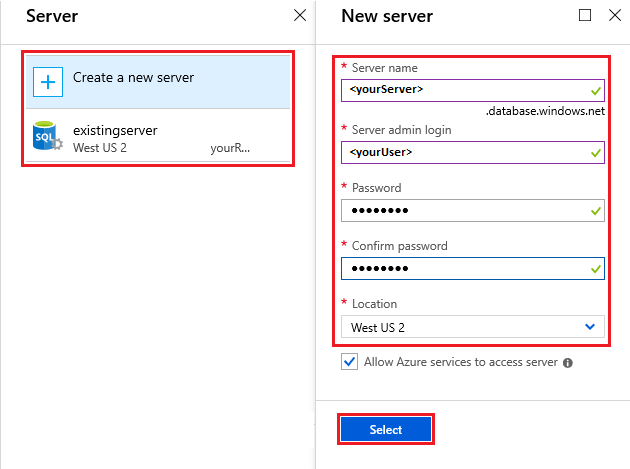 Server
Create a new server
existingserver
West US 2 yourR...
New server
* Server name
<yourServer>
.database.windows.net
* Server admin login
<yourUser>
* Password
••••••••
* Confirm password
••••••••
* Location
West US 2
Allow Azure services to access server
Select
SQL